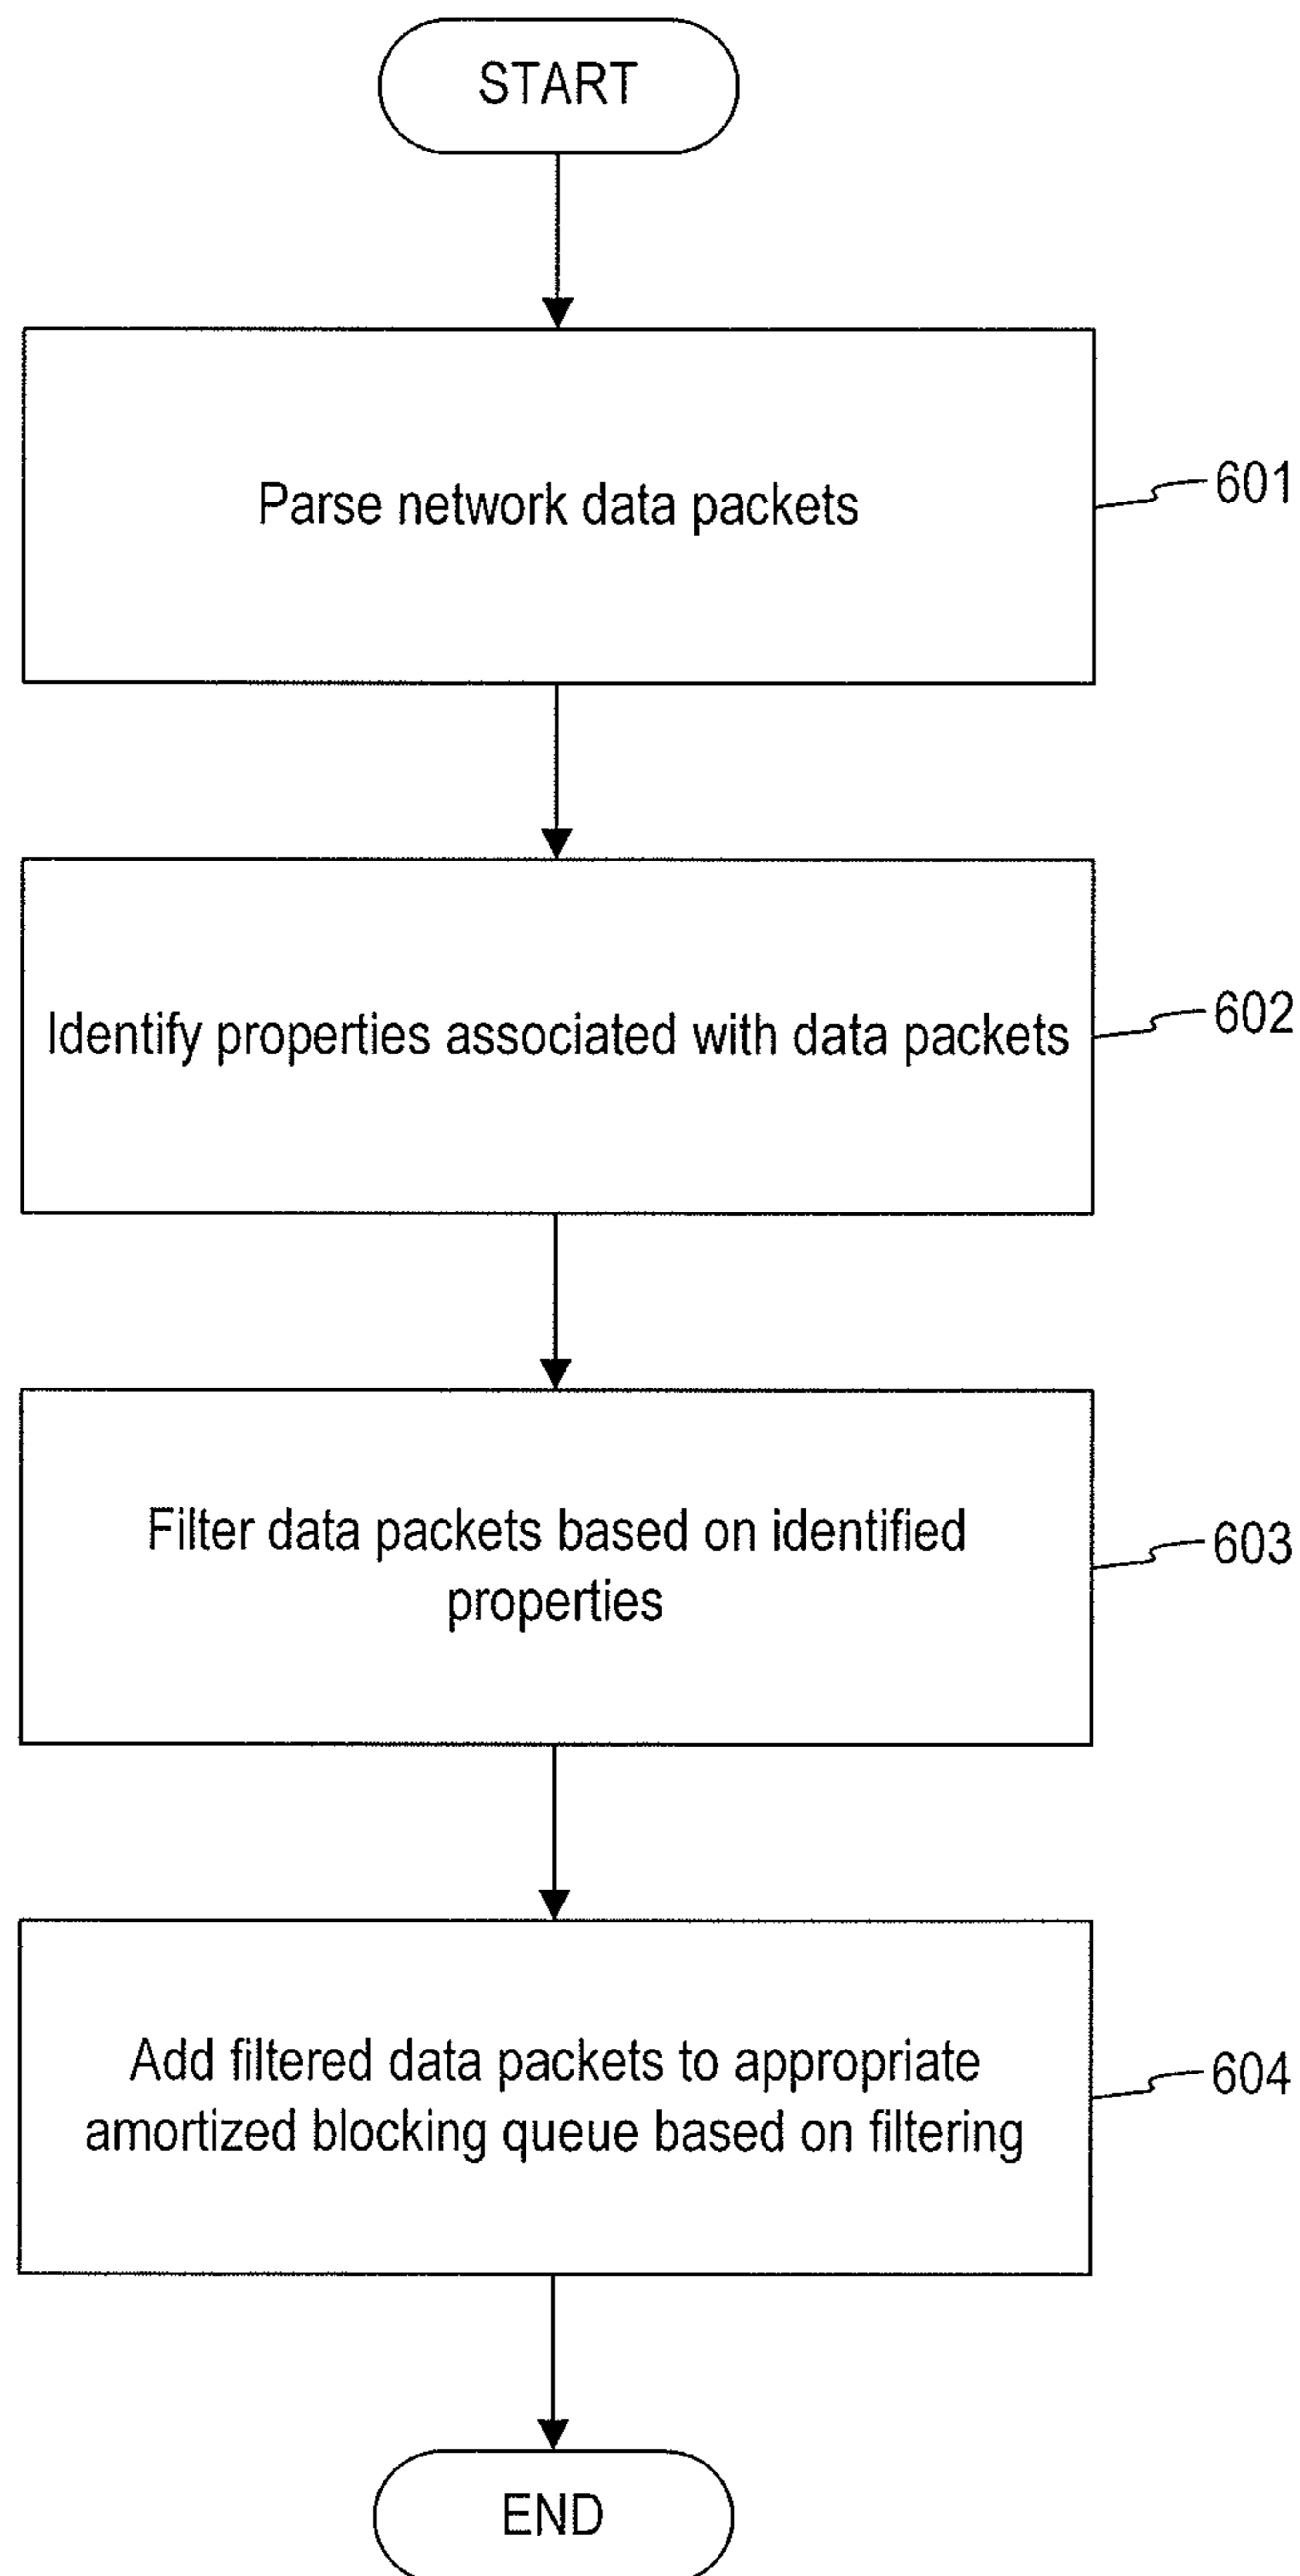 START
Parse network data packets
601
Identify properties associated with data packets
602
Filter data packets based on identified
properties
603
Add filtered data packets to appropriate
amortized blocking queue based on filtering
604
END